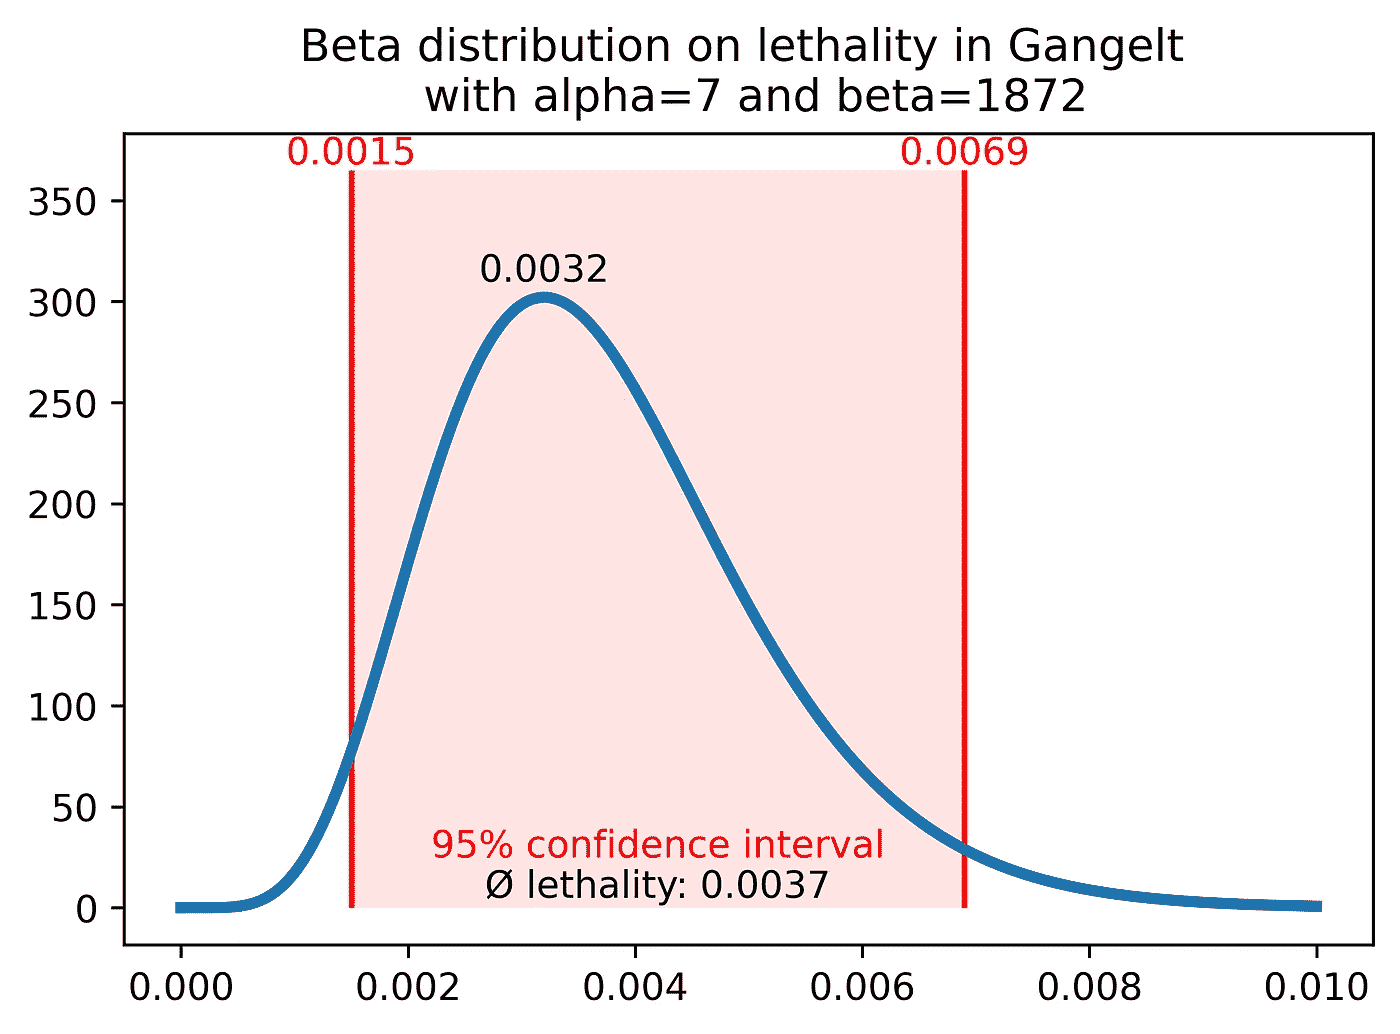 Beta distribution on lethality in Gangelt
with alpha=7 and beta=1872
0.0015
0.0069
350
0.0032
300
250
200
150
100
50
95% confidence interval
Ø lethality: 0.0037
0
0.000 0.002 0.004 0.006 0.008 0.010